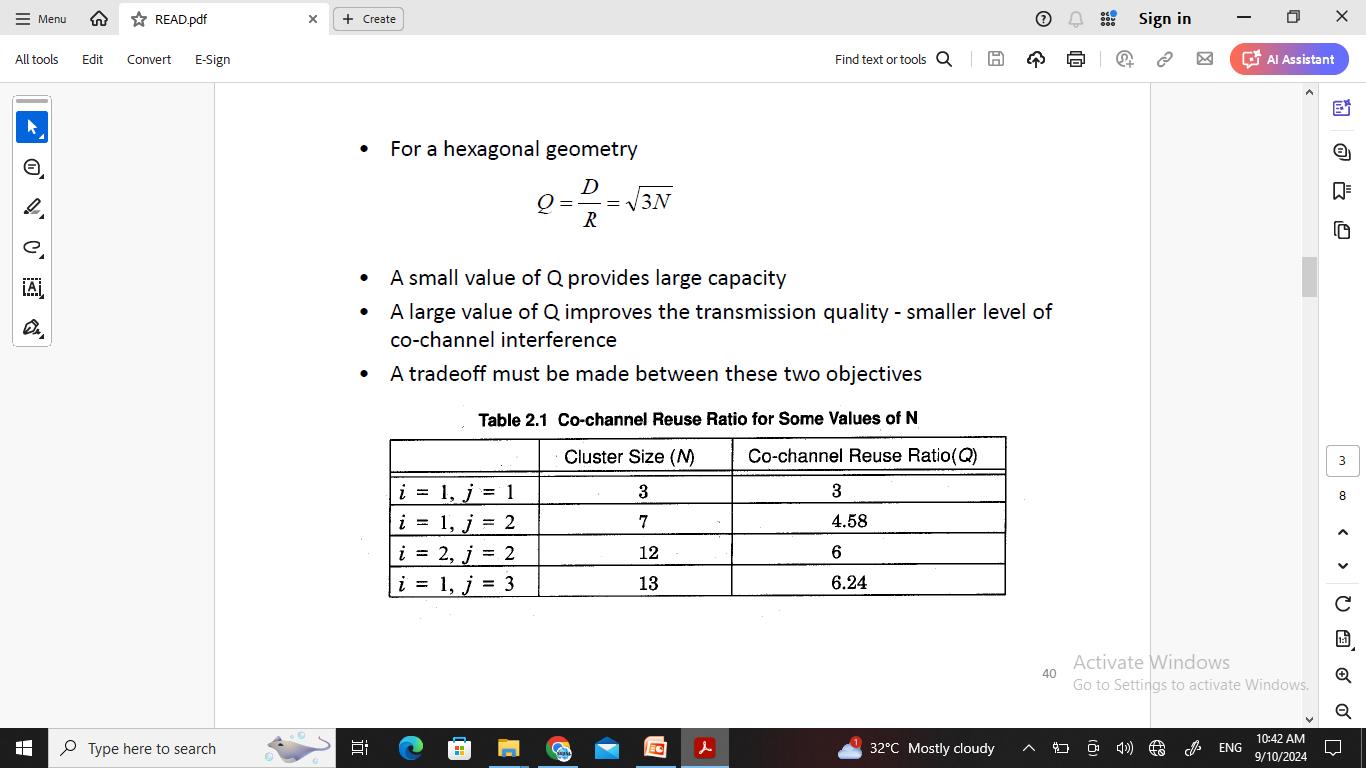 Menu
READ.pdf
Create
Sign in
All tools
Edit
Convert
E-Sign
Find text or tools
AI Assistant
• For a hexagonal geometry
Q = D/R = √3N
• A small value of Q provides large capacity
• A large value of Q improves the transmission quality - smaller level of
co-channel interference
• A tradeoff must be made between these two objectives
Table 2.1 Co-channel Reuse Ratio for Some Values of N
Cluster Size (N) Co-channel Reuse Ratio(Q)
i = 1, j = 1 3 3
i = 1, j = 2 7 4.58
i = 2, j = 2 12 6
i = 1, j = 3 13 6.24
40
3
8
1:1
Activate Windows
Go to Settings to activate Windows.
Type here to search
1
32°C Mostly cloudy
ENG
10:42 AM
9/10/2024